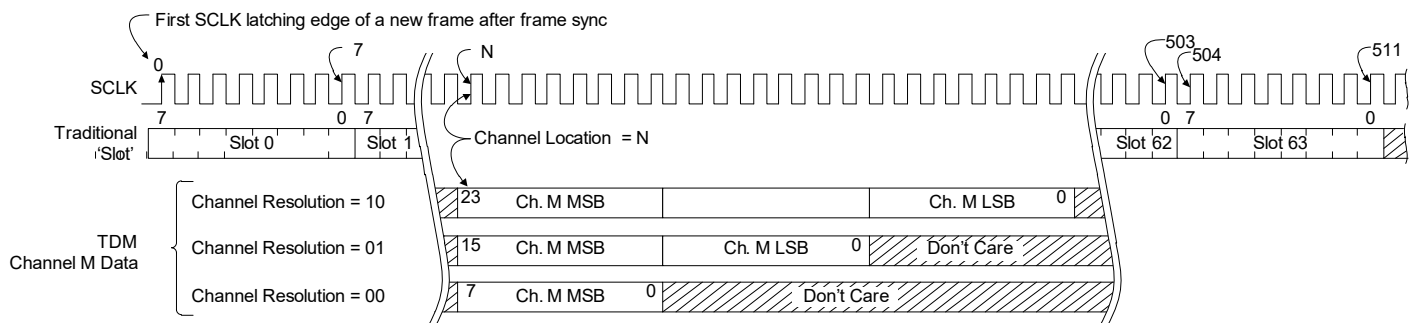 First SCLK latching edge of a new frame after frame sync
0 7 N 503 504 511
SCLK
7 0 7 0 7 0
Traditional 'Slot'
Slot 0 Slot 1 Slot 62 Slot 63
Channel Location = N
TDM
Channel M Data
Channel Resolution = 10 23 Ch. M MSB Ch. M LSB 0
Channel Resolution = 01 15 Ch. M MSB Ch. M LSB 0 Don't Care
Channel Resolution = 00 7 Ch. M MSB 0 Don't Care